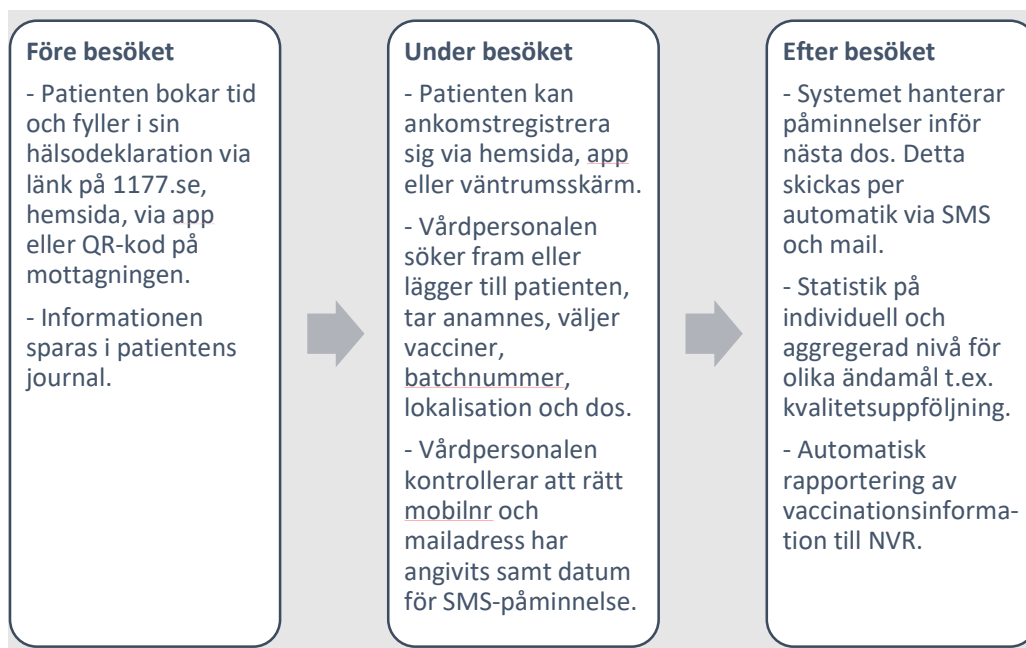 Före besöket
- Patienten bokar tid
och fyller i sin
hälsodeklaration via
länk på 1177.se,
hemsida, via app
eller QR-kod på
mottagningen.
- Informationen
sparas i patientens
journal.
Under besöket
- Patienten kan
ankomstregistrera
sig via hemsida, app
eller väntrumsskärm.
- Vårdpersonalen
söker fram eller
lägger till patienten,
tar anamnes, väljer
vacciner,
batchnummer,
lokalisation och dos.
- Vårdpersonalen
kontrollerar att rätt
mobilnr och
mailadress har
angivits samt datum
för SMS-påminnelse.
Efter besöket
- Systemet hanterar
påminnelser inför
nästa dos. Detta
skickas per
automatik via SMS
och mail.
- Statistik på
individuell och
aggregerad nivå för
olika ändamål t.ex.
kvalitetsuppföljning.
- Automatisk
rapportering av
vaccinationsinforma-
tion till NVR.